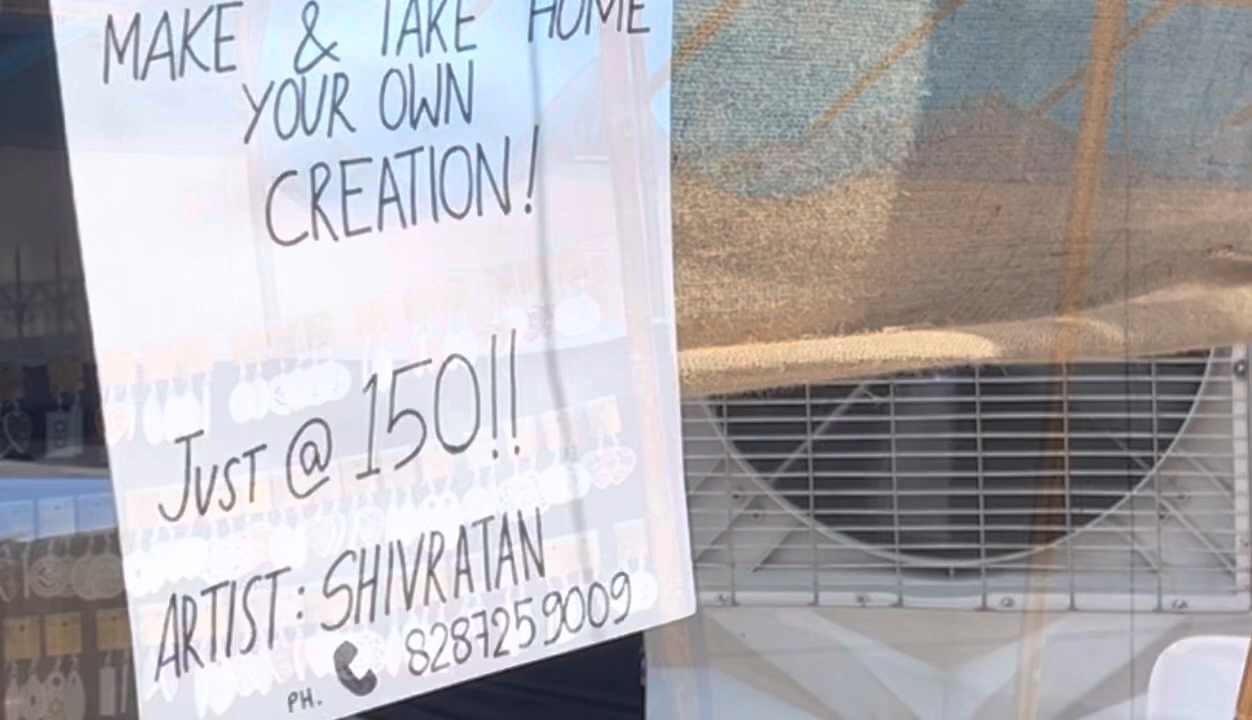 MAKE & TAKE HOME
YOUR OWN
CREATION!
JUST @ 150!!
ARTIST : SHIVRATAN
PH. 8287259009